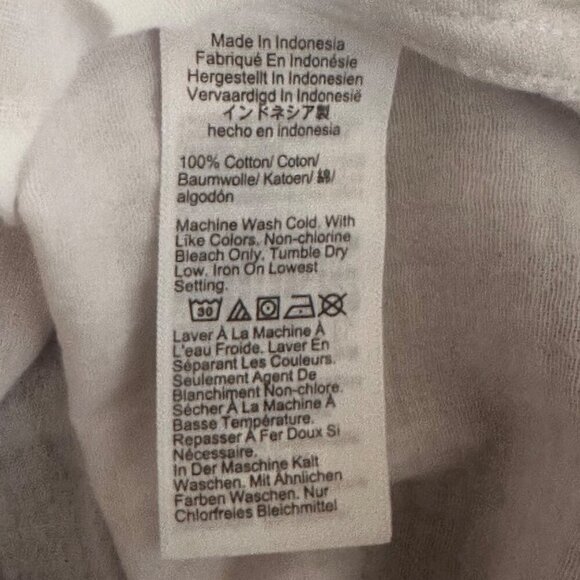 Made In Indonesia
Fabriqué En Indonésie
Hergestellt In Indonesien
Vervaardigd In Indonesië
インドネシア製
hecho en indonesia
100% Cotton/ Coton/
Baumwolle/ Katoen/ 綿/
algodón
Machine Wash Cold. With
Like Colors. Non-chlorine
Bleach Only, Tumble Dry
Low. Iron On Lowest
Setting.
30
Laver À La Machine À
L'eau Froide. Laver En
Séparant Les Couleurs.
Seulement Agent De
Blanchiment Non-chlore.
Sécher À La Machine À
Basse Température.
Repasser À Fer Doux Si
Nécessaire.
In Der Maschine Kalt
Waschen. Mit Ähnlichen
Farben Waschen. Nur
Chlorfreies Bleichmittel